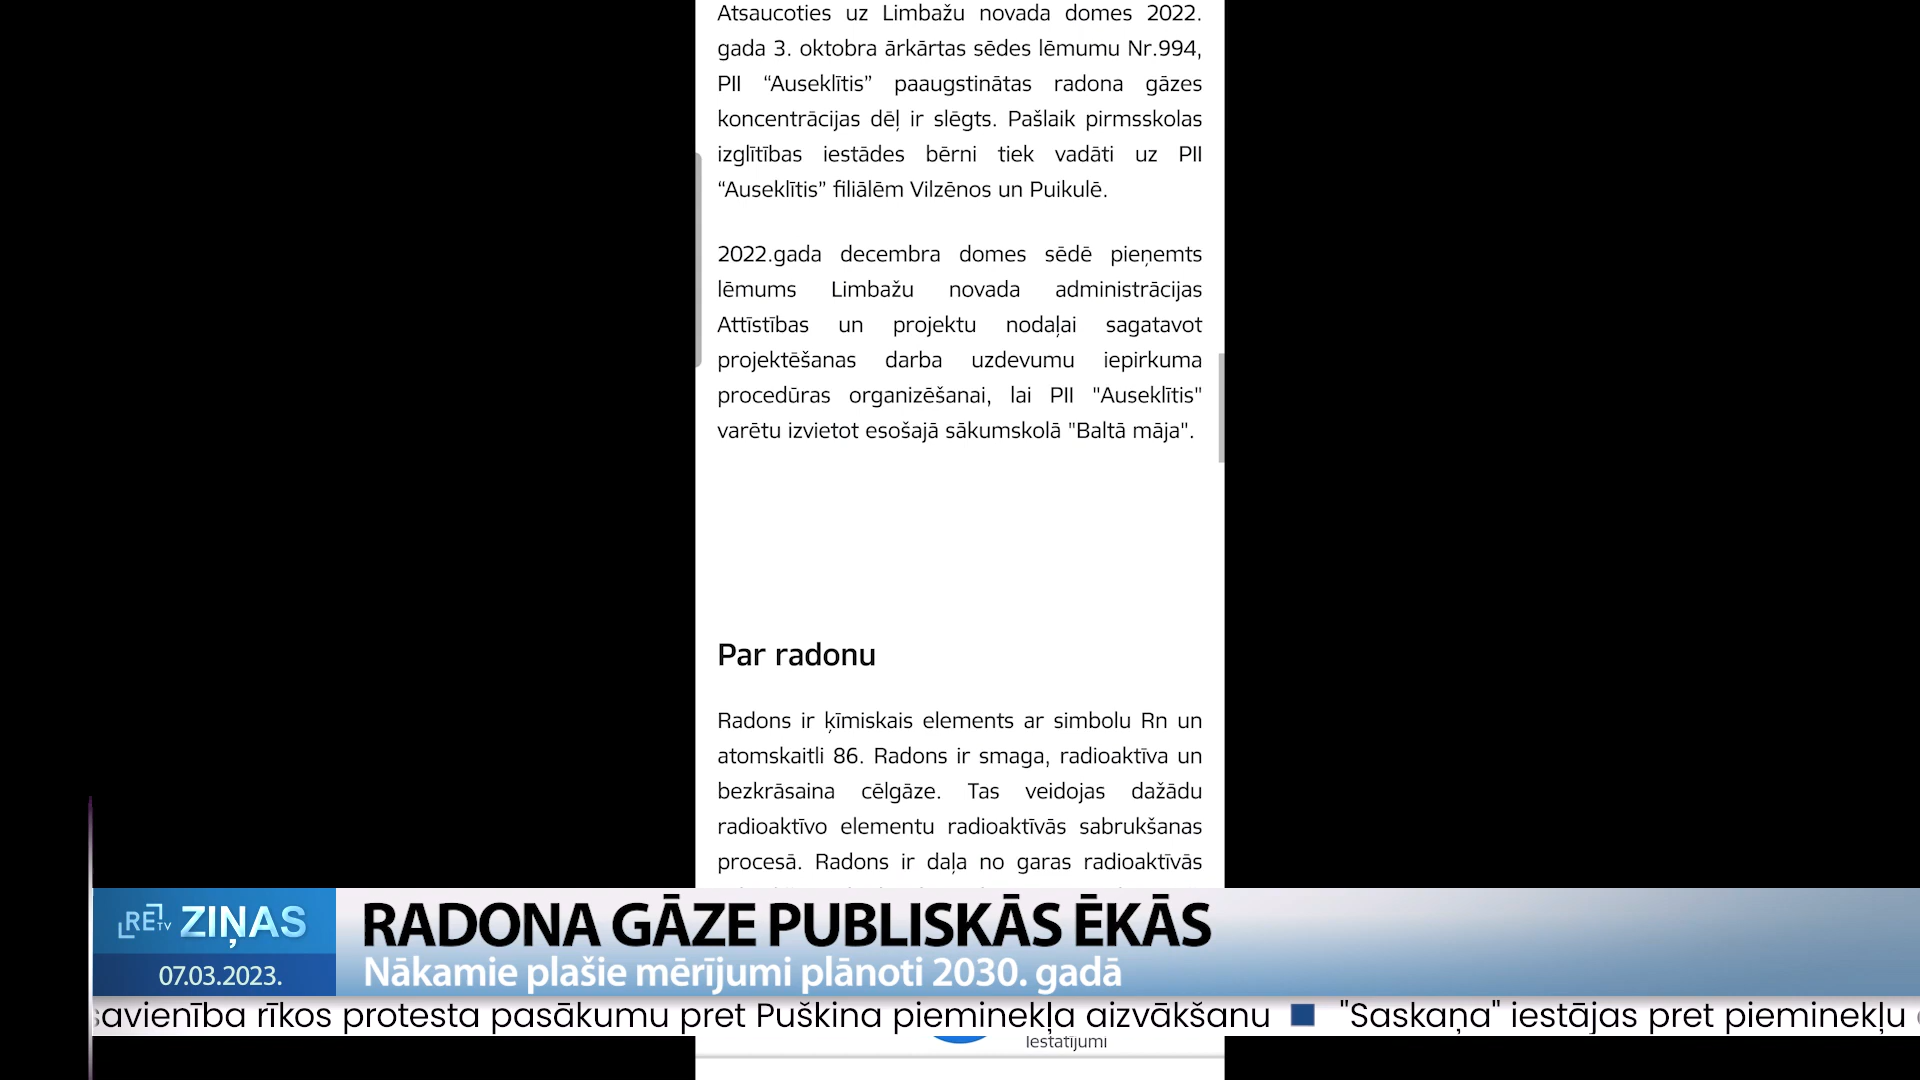 Atsaucoties uz Limbažu novada domes 2022.
gada 3. oktobra ārkārtas sēdes lēmumu Nr.994,
PII “Auseklītis” paaugstinātas radona gāzes
koncentrācijas dēļ ir slēgts. Pašlaik pirmsskolas
izglītības iestādes bērni tiek vadāti uz PII
“Auseklītis” filiālēm Vilzēnos un Puikulē.
2022.gada decembra domes sēdē pieņemts
lēmums Limbažu novada administrācijas
Attīstības un projektu nodaļai sagatavot
projektēšanas darba uzdevumu iepirkuma
procedūras organizēšanai, lai PII "Auseklītis"
varētu izvietot esošajā sākumskolā "Baltā māja".
Par radonu
Radons ir ķīmiskais elements ar simbolu Rn un
atomskaitli 86. Radons ir smaga, radioaktīva un
bezkrāsaina cēlgāze. Tas veidojas dažādu
radioaktīvo elementu radioaktīvās sabrukšanas
procesā. Radons ir daļa no garas radioaktīvās
RE TV ZIŅAS
07.03.2023.
RADONA GĀZE PUBLISKĀS ĒKĀS
Nākamie plašie mērījumi plānoti 2030. gadā
savienība rīkos protesta pasākumu pret Puškina pieminekļa aizvākšanu ■ "Saskaņa" iestājas pret pieminekļu
Iestatījumi